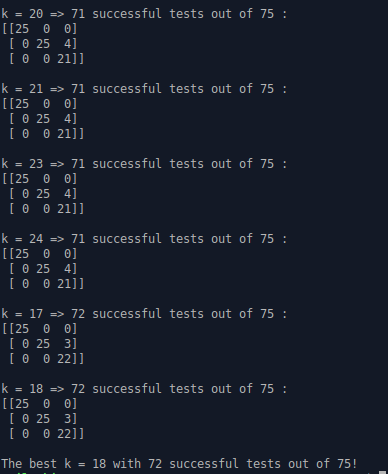 k = 20 => 71 successful tests out of 75 :
[[25  0  0]
 [ 0 25  4]
 [ 0  0 21]]

k = 21 => 71 successful tests out of 75 :
[[25  0  0]
 [ 0 25  4]
 [ 0  0 21]]

k = 23 => 71 successful tests out of 75 :
[[25  0  0]
 [ 0 25  4]
 [ 0  0 21]]

k = 24 => 71 successful tests out of 75 :
[[25  0  0]
 [ 0 25  4]
 [ 0  0 21]]

k = 17 => 72 successful tests out of 75 :
[[25  0  0]
 [ 0 25  3]
 [ 0  0 22]]

k = 18 => 72 successful tests out of 75 :
[[25  0  0]
 [ 0 25  3]
 [ 0  0 22]]

The best k = 18 with 72 successful tests out of 75!